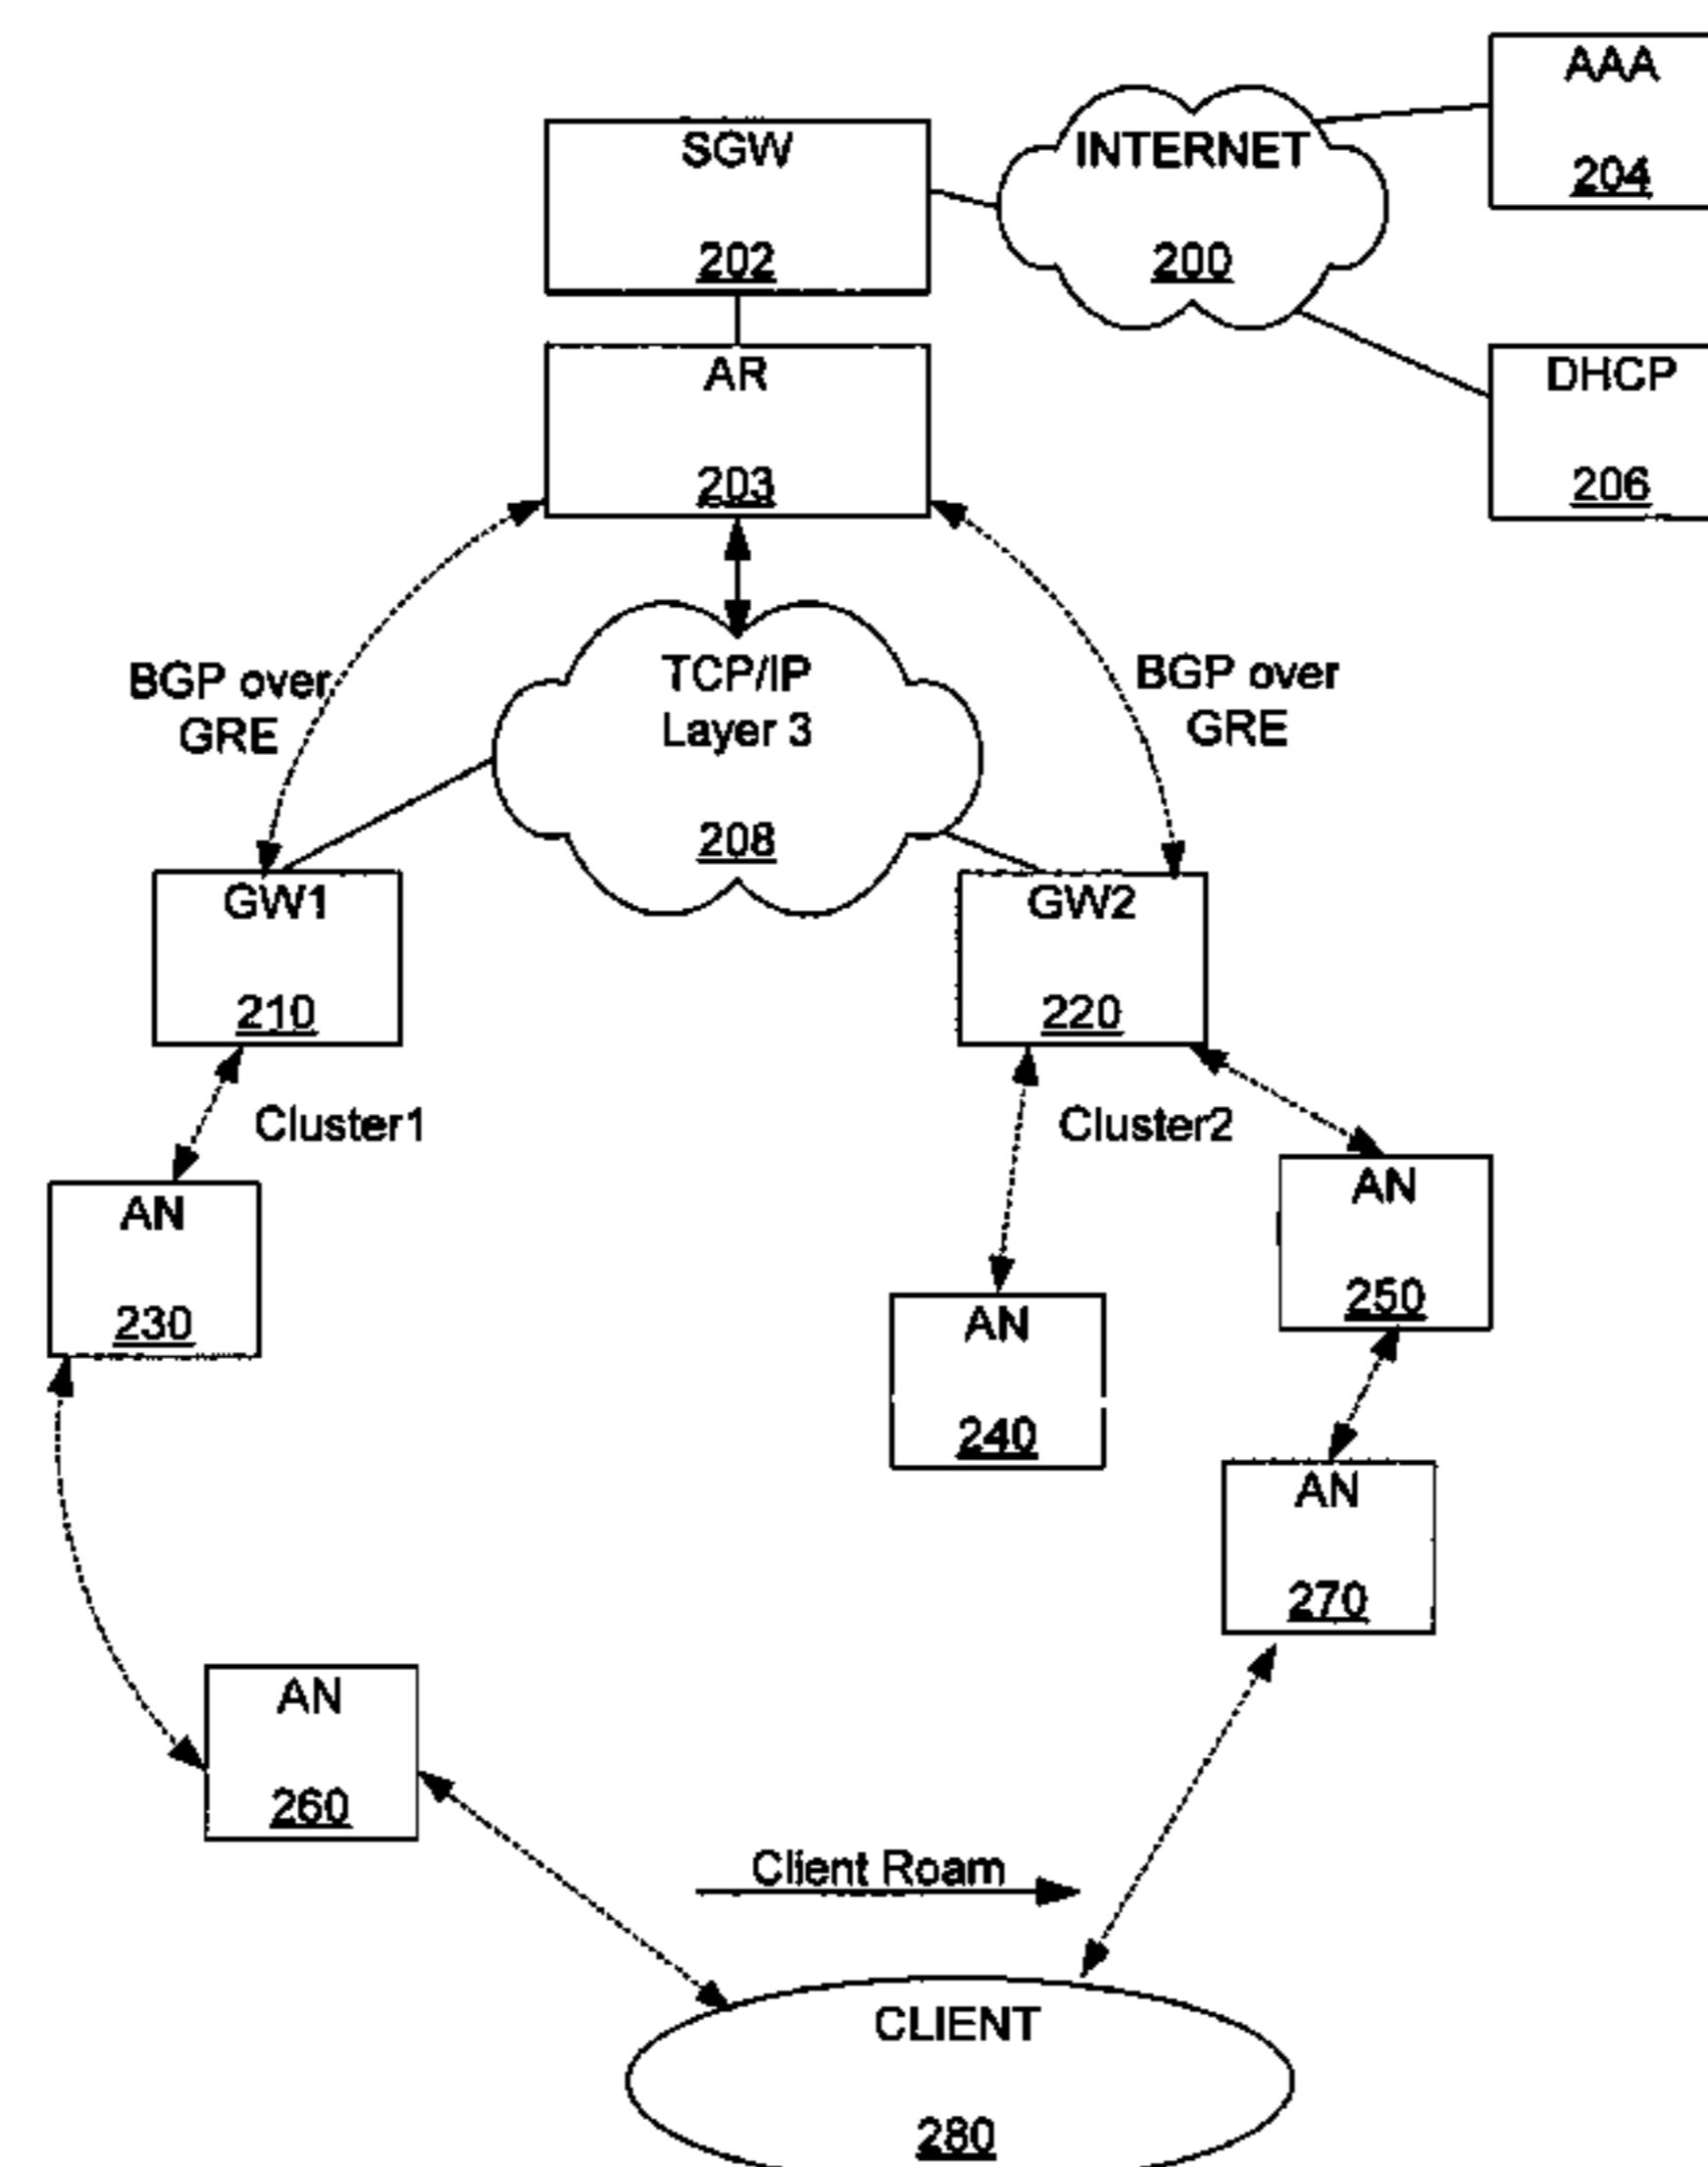 AAA
204
SGW
202
INTERNET
200
AR
203
DHCP
206
BGP over
GRE
TCP/IP
Layer 3
208
BGP over
GRE
GW1
210
GW2
220
Cluster1
Cluster2
AN
230
AN
250
AN
240
AN
270
AN
260
Client Roam
CLIENT
280